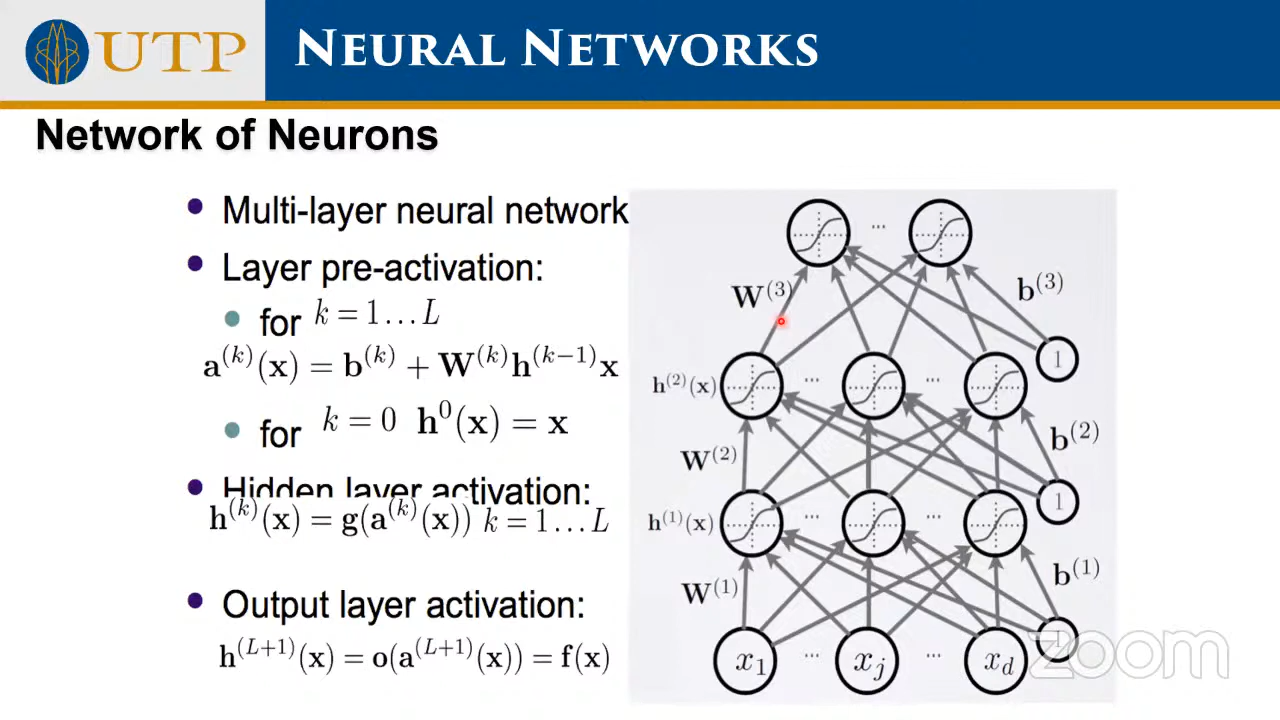 UTP
NEURAL NETWORKS
Network of Neurons
Multi-layer neural network
Layer pre-activation:
for k = 1 … L
a^(k)(x) = b^(k) + W^(k)h^(k−1)x
for k = 0 h^0(x) = x
Hidden layer activation:
h^(k)(x) = g(a^(k)(x)) k = 1 … L
Output layer activation:
h^(L+1)(x) = o(a^(L+1)(x)) = f(x)
...
W^(3) b^(3)
1
h^(2)(x) ... ...
W^(2) b^(2)
1
h^(1)(x) ... ...
W^(1) b^(1)
1
x_1 ... x_j ... x_d
zoom